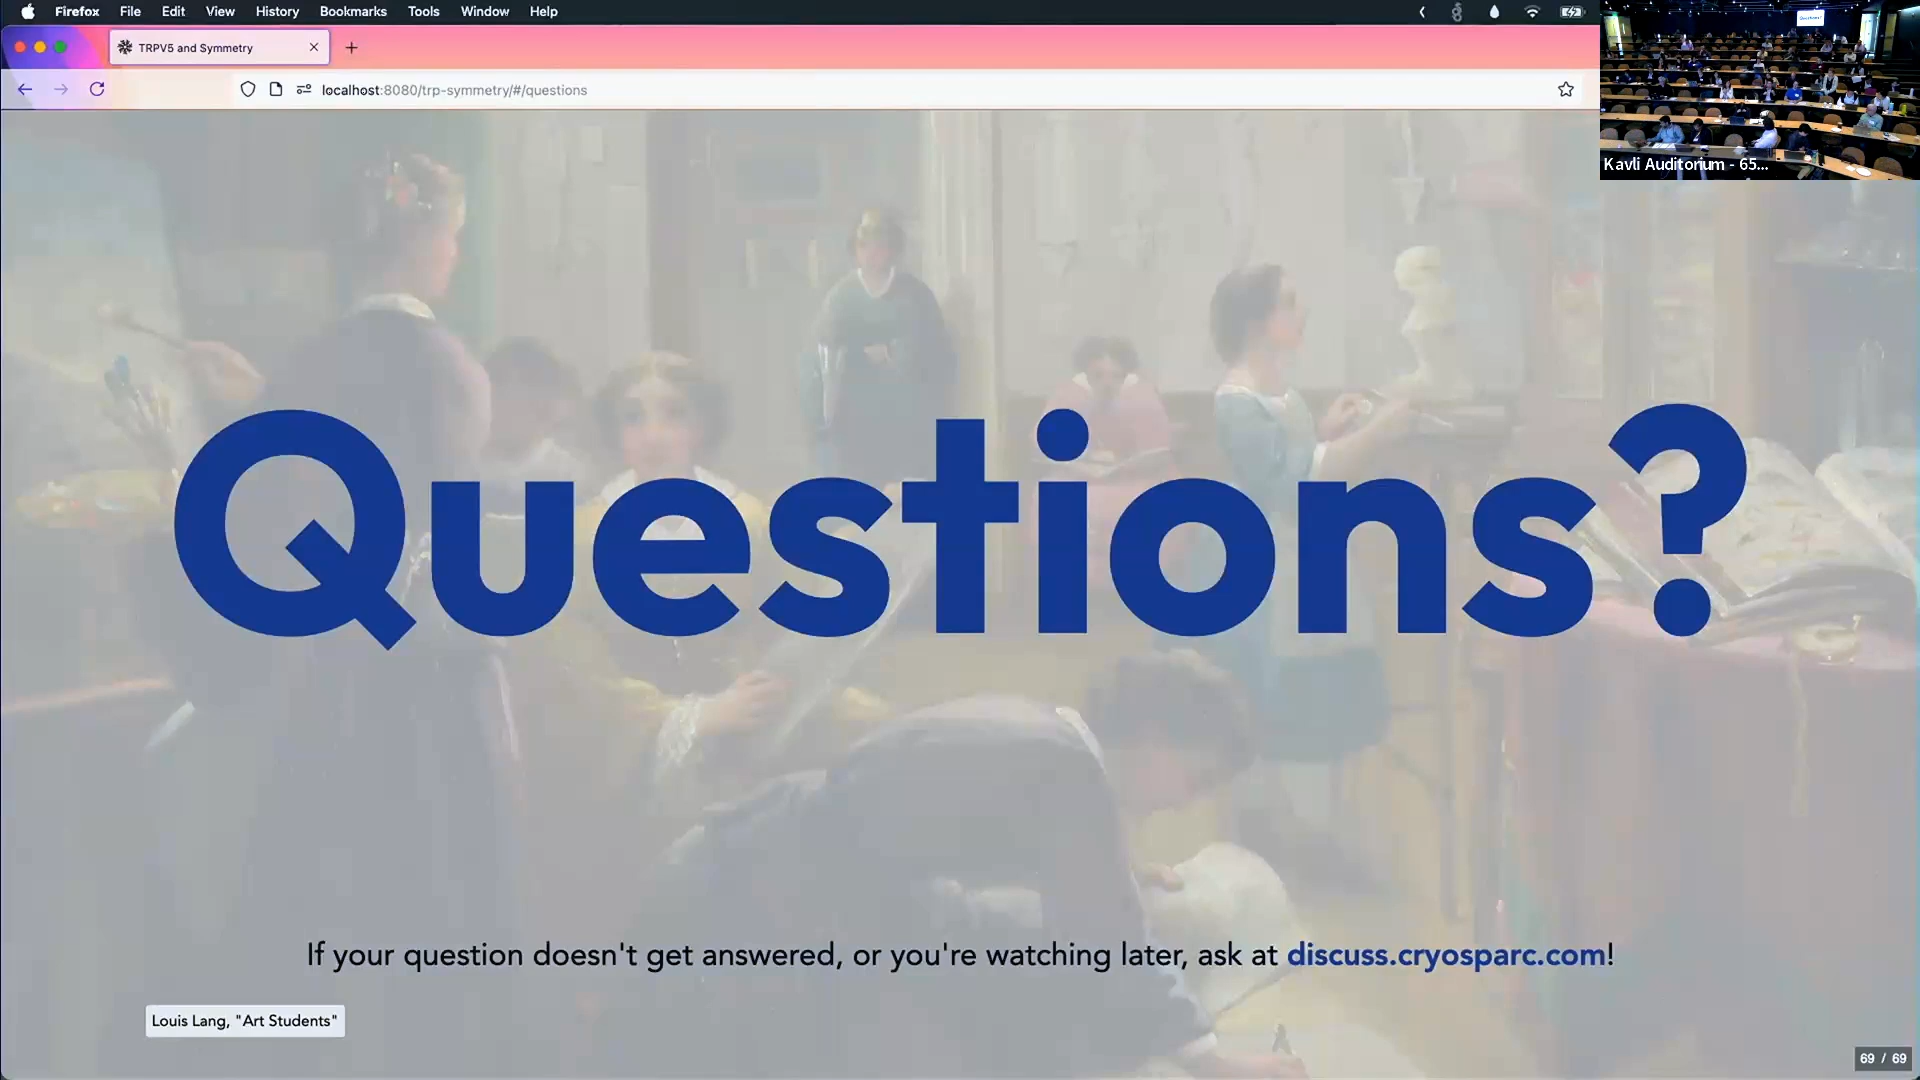 Firefox File Edit View History Bookmarks Tools Window Help
TRPV5 and Symmetry
localhost:8080/trp-symmetry/#/questions
Kavli Auditorium - 65...
Questions?
If your question doesn't get answered, or you're watching later, ask at discuss.cryosparc.com!
Louis Lang, "Art Students"
69 / 69